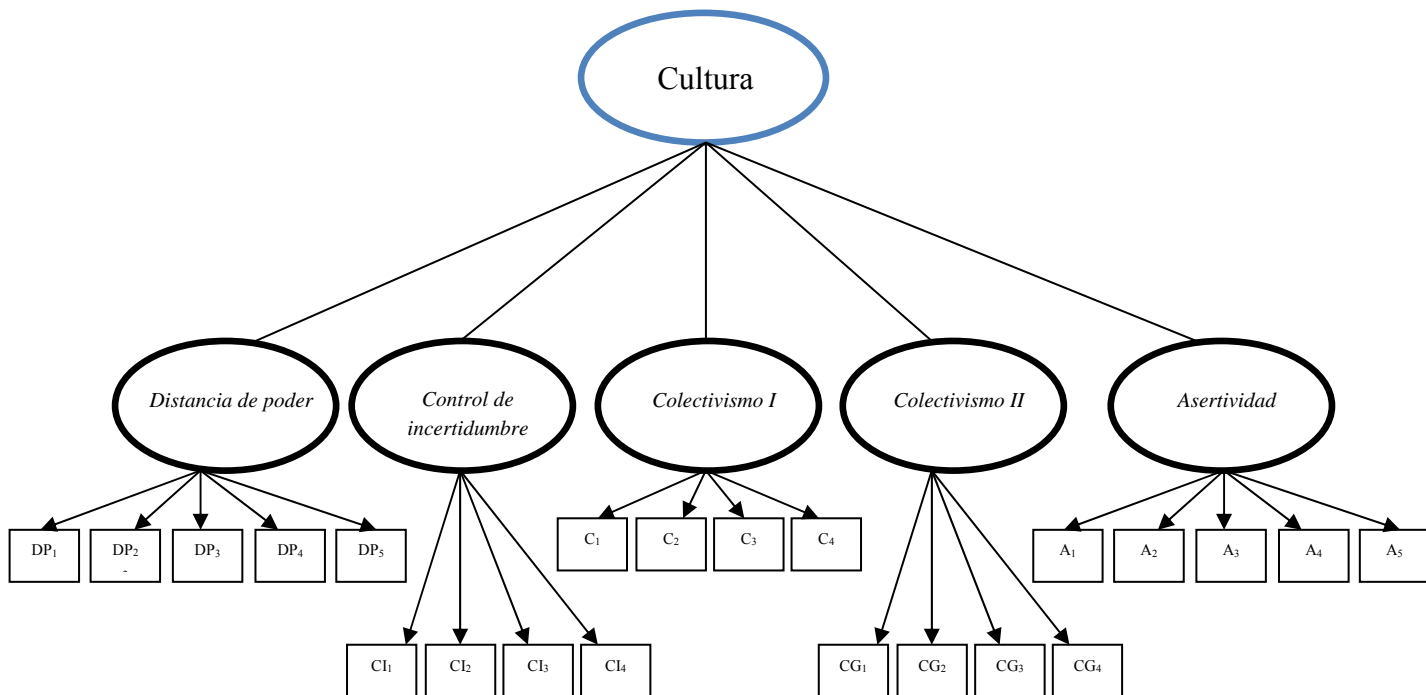 Cultura
Distancia de poder
Control de
incertidumbre
Colectivismo I
Colectivismo II
Asertividad
DP₁
DP₂
-
DP₃
DP₄
DP₅
C₁
C₂
C₃
C₄
A₁
A₂
A₃
A₄
A₅
CI₁
CI₂
CI₃
CI₄
CG₁
CG₂
CG₃
CG₄